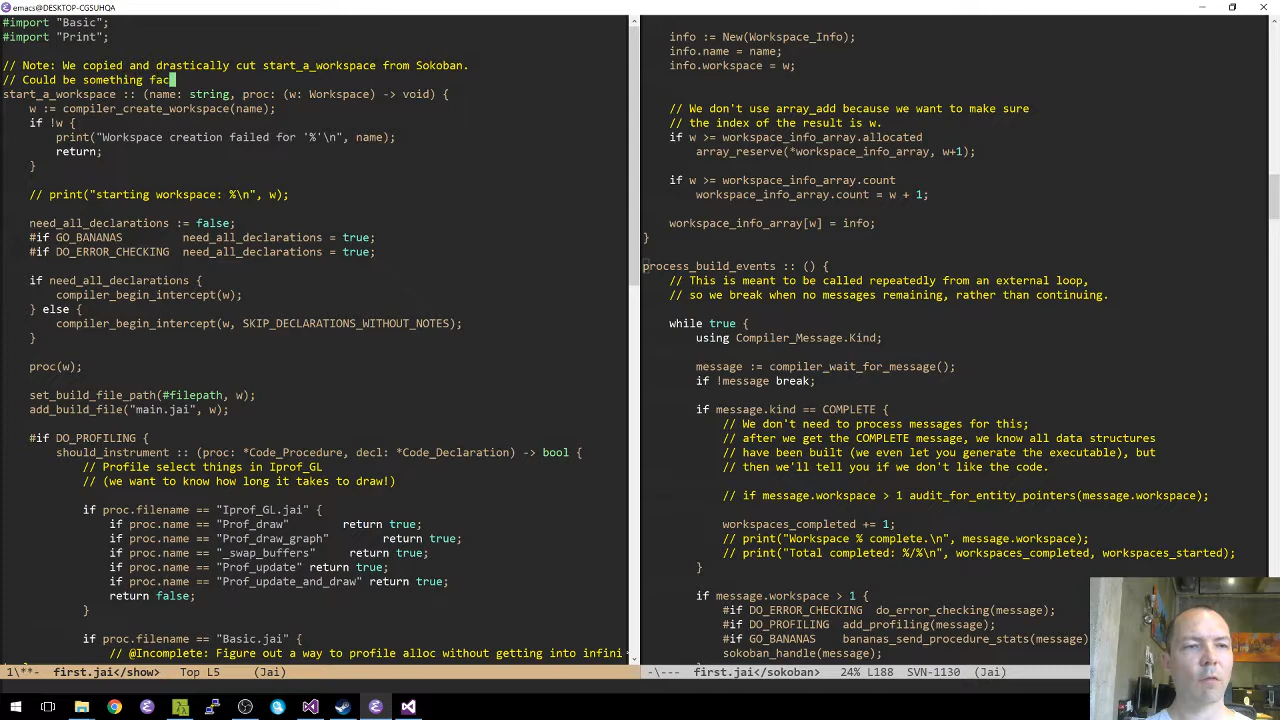 emacs@DESKTOP-CGSUHQA
#import "Basic";
#import "Print";
// Note: We copied and drastically cut start_a_workspace from Sokoban.
// Could be something fac
start_a_workspace :: (name: string, proc: (w: Workspace) -> void) {
w := compiler_create_workspace(name);
if !w {
print("Workspace creation failed for '%'\n", name);
return;
}
// print("starting workspace: %\n", w);
need_all_declarations := false;
#if GO_BANANAS need_all_declarations = true;
#if DO_ERROR_CHECKING need_all_declarations = true;
if need_all_declarations {
compiler_begin_intercept(w);
} else {
compiler_begin_intercept(w, SKIP_DECLARATIONS_WITHOUT_NOTES);
}
proc(w);
set_build_file_path(#filepath, w);
add_build_file("main.jai", w);
#if DO_PROFILING {
should_instrument :: (proc: *Code_Procedure, decl: *Code_Declaration) -> bool {
// Profile select things in Iprof_GL
// (we want to know how long it takes to draw!)
if proc.filename == "Iprof_GL.jai" {
if proc.name == "Prof_draw" return true;
if proc.name == "Prof_draw_graph" return true;
if proc.name == "_swap_buffers" return true;
if proc.name == "Prof_update" return true;
if proc.name == "Prof_update_and_draw" return true;
return false;
}
if proc.filename == "Basic.jai" {
// @Incomplete: Figure out a way to profile alloc without getting into infini
1\**- first.jai</show> Top L5 (Jai)
info := New(Workspace_Info);
info.name = name;
info.workspace = w;
// We don't use array_add because we want to make sure
// the index of the result is w.
if w >= workspace_info_array.allocated
array_reserve(*workspace_info_array, w+1);
if w >= workspace_info_array.count
workspace_info_array.count = w + 1;
workspace_info_array[w] = info;
}
process_build_events :: () {
// This is meant to be called repeatedly from an external loop,
// so we break when no messages remaining, rather than continuing.
while true {
using Compiler_Message.Kind;
message := compiler_wait_for_message();
if !message break;
if message.kind == COMPLETE {
// We don't need to process messages for this;
// after we get the COMPLETE message, we know all data structures
// have been built (we even let you generate the executable), but
// then we'll tell you if we don't like the code.
// if message.workspace > 1 audit_for_entity_pointers(message.workspace);
workspaces_completed += 1;
// print("Workspace % complete.\n", message.workspace);
// print("Total completed: %/%\n", workspaces_completed, workspaces_started);
}
if message.workspace > 1 {
#if DO_ERROR_CHECKING do_error_checking(message);
#if DO_PROFILING add_profiling(message);
#if GO_BANANAS bananas_send_procedure_stats(message)
sokoban_handle(message);
-\--- first.jai</sokoban> 24% L188 SVN-1130 (Jai)